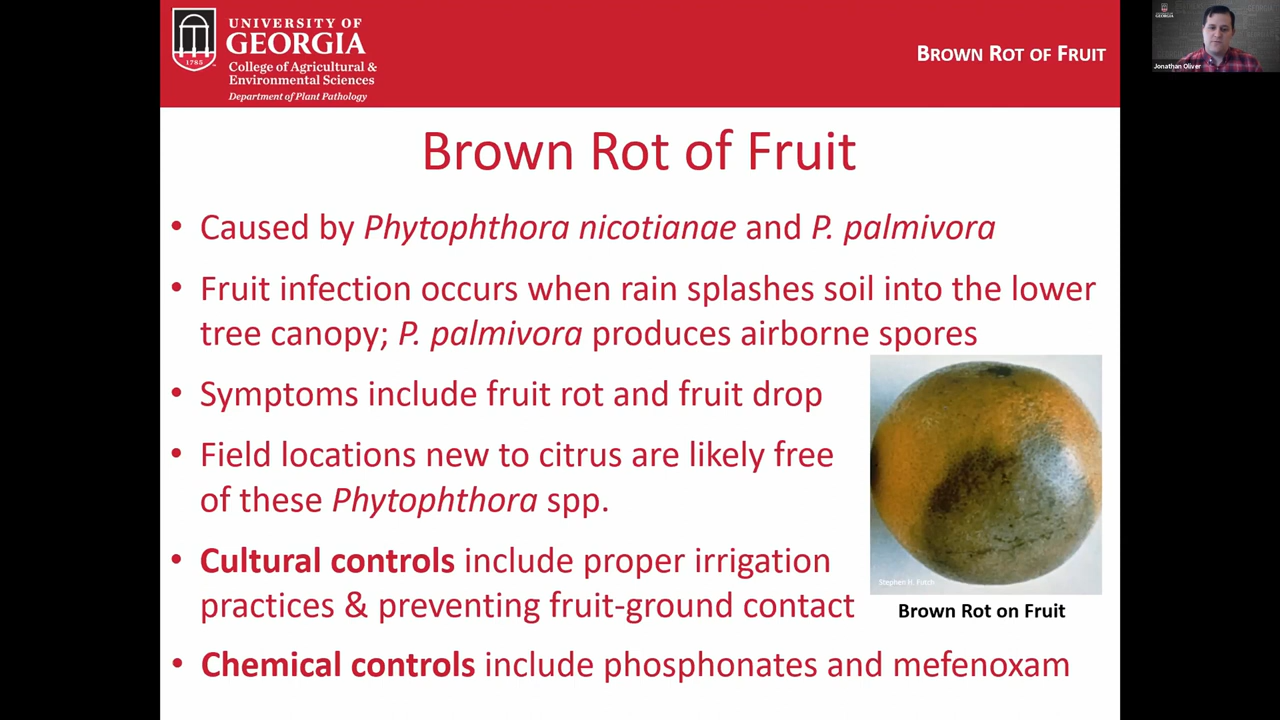 UNIVERSITY OF
GEORGIA
College of Agricultural &
Environmental Sciences
Department of Plant Pathology
1785
BROWN ROT OF FRUIT
GEORGIA
Jonathan Oliver
Brown Rot of Fruit
• Caused by Phytophthora nicotianae and P. palmivora
• Fruit infection occurs when rain splashes soil into the lower
tree canopy; P. palmivora produces airborne spores
• Symptoms include fruit rot and fruit drop
• Field locations new to citrus are likely free
of these Phytophthora spp.
• Cultural controls include proper irrigation
practices & preventing fruit-ground contact
• Chemical controls include phosphonates and mefenoxam
Stephen H. Futch
Brown Rot on Fruit